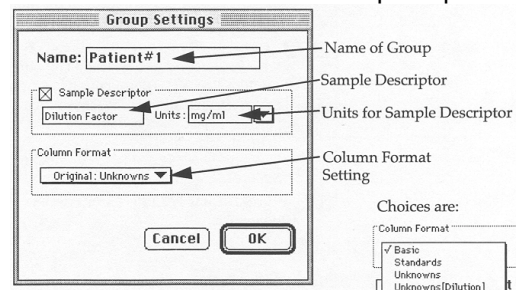 Group Settings
Name: Patient#1
Name of Group
Sample Descriptor
Sample Descriptor
Dilution Factor Units: mg/ml
Units for Sample Descriptor
Column Format
Original: Unknowns
Column Format
Setting
Cancel OK
Choices are:
Column Format
Basic
Standards
Unknowns
Unknowns[Dilution]